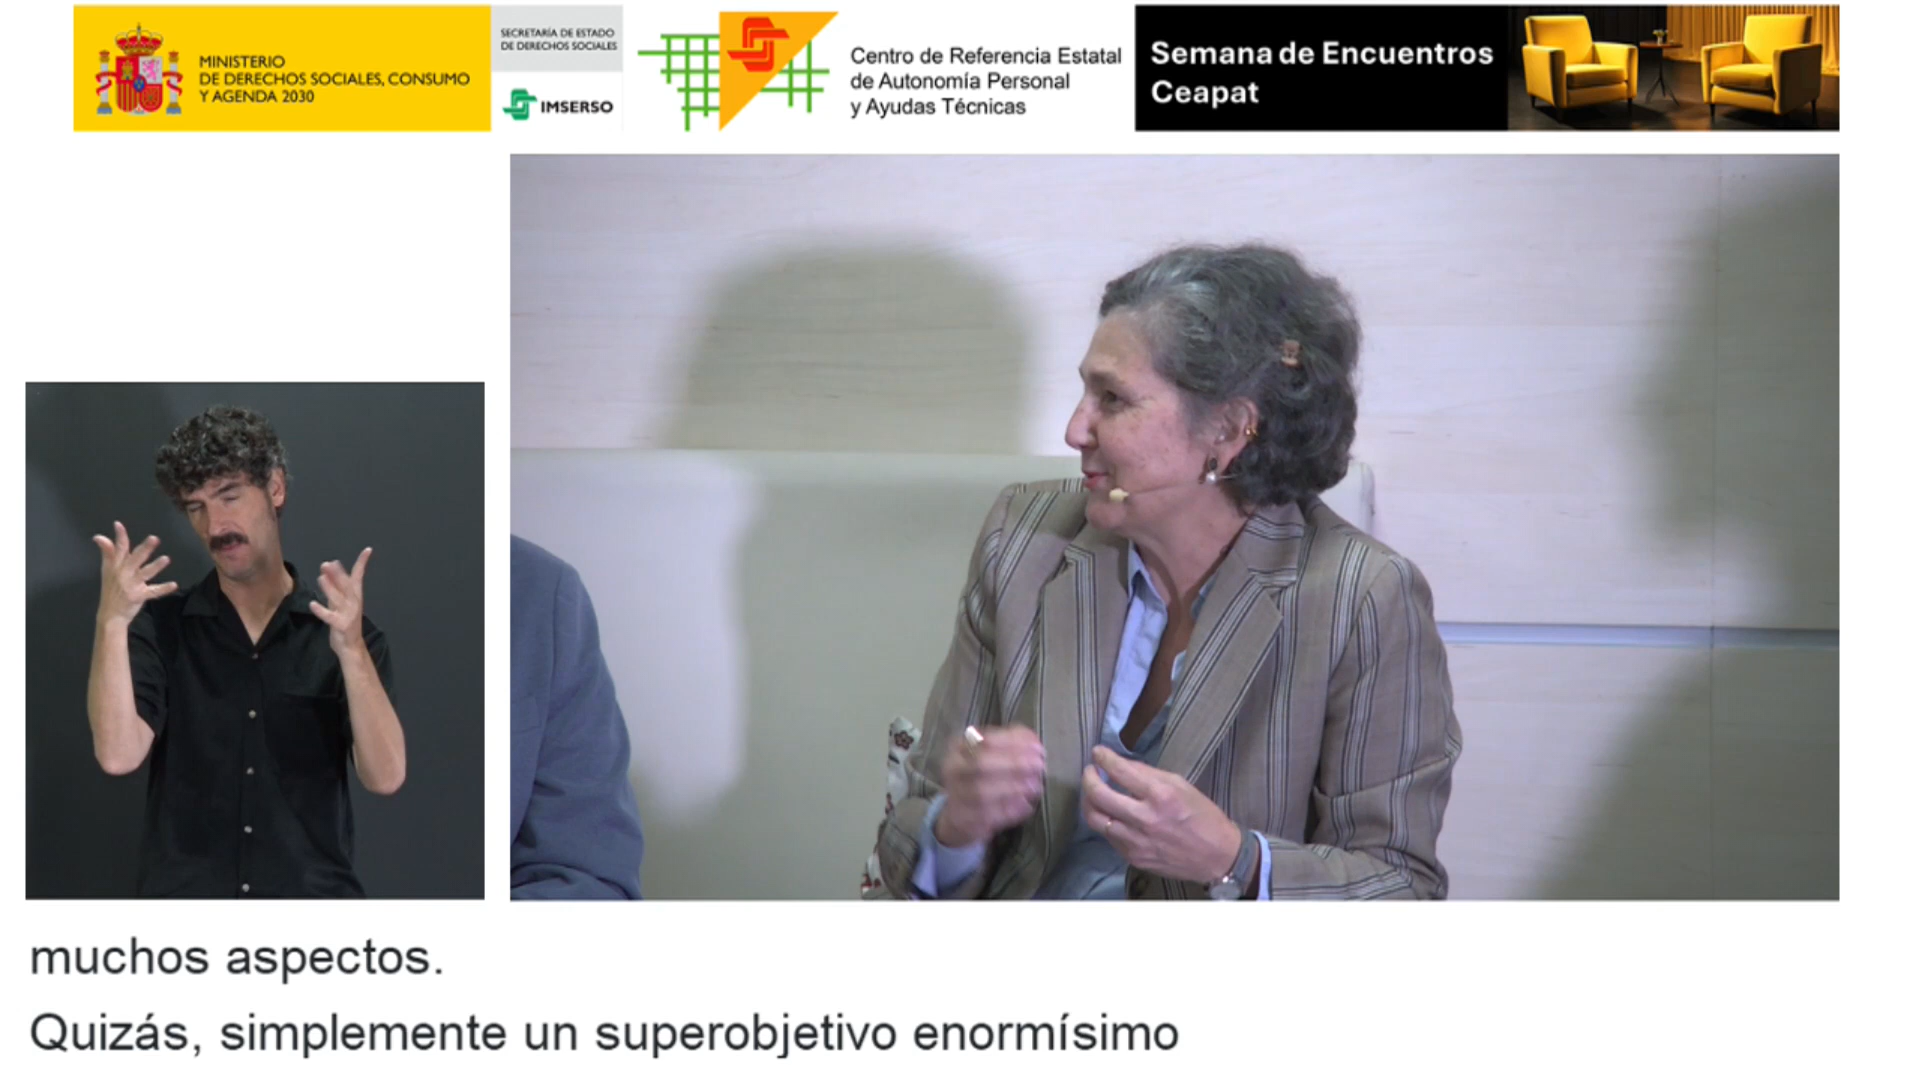 MINISTERIO
DE DERECHOS SOCIALES, CONSUMO
Y AGENDA 2030
SECRETARÍA DE ESTADO
DE DERECHOS SOCIALES
IMSERSO
Centro de Referencia Estatal
de Autonomía Personal
y Ayudas Técnicas
Semana de Encuentros
Ceapat
muchos aspectos.
Quizás, simplemente un superobjetivo enormísimo